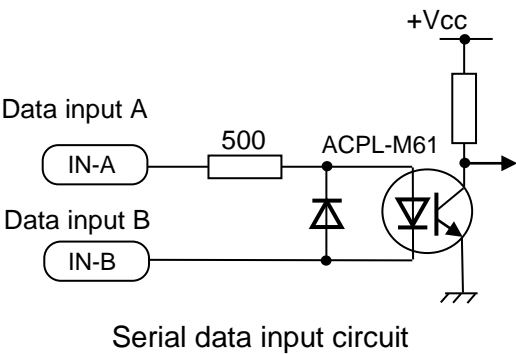 +Vcc
Data input A
500
ACPL-M61
IN-A
Data input B
IN-B
Serial data input circuit